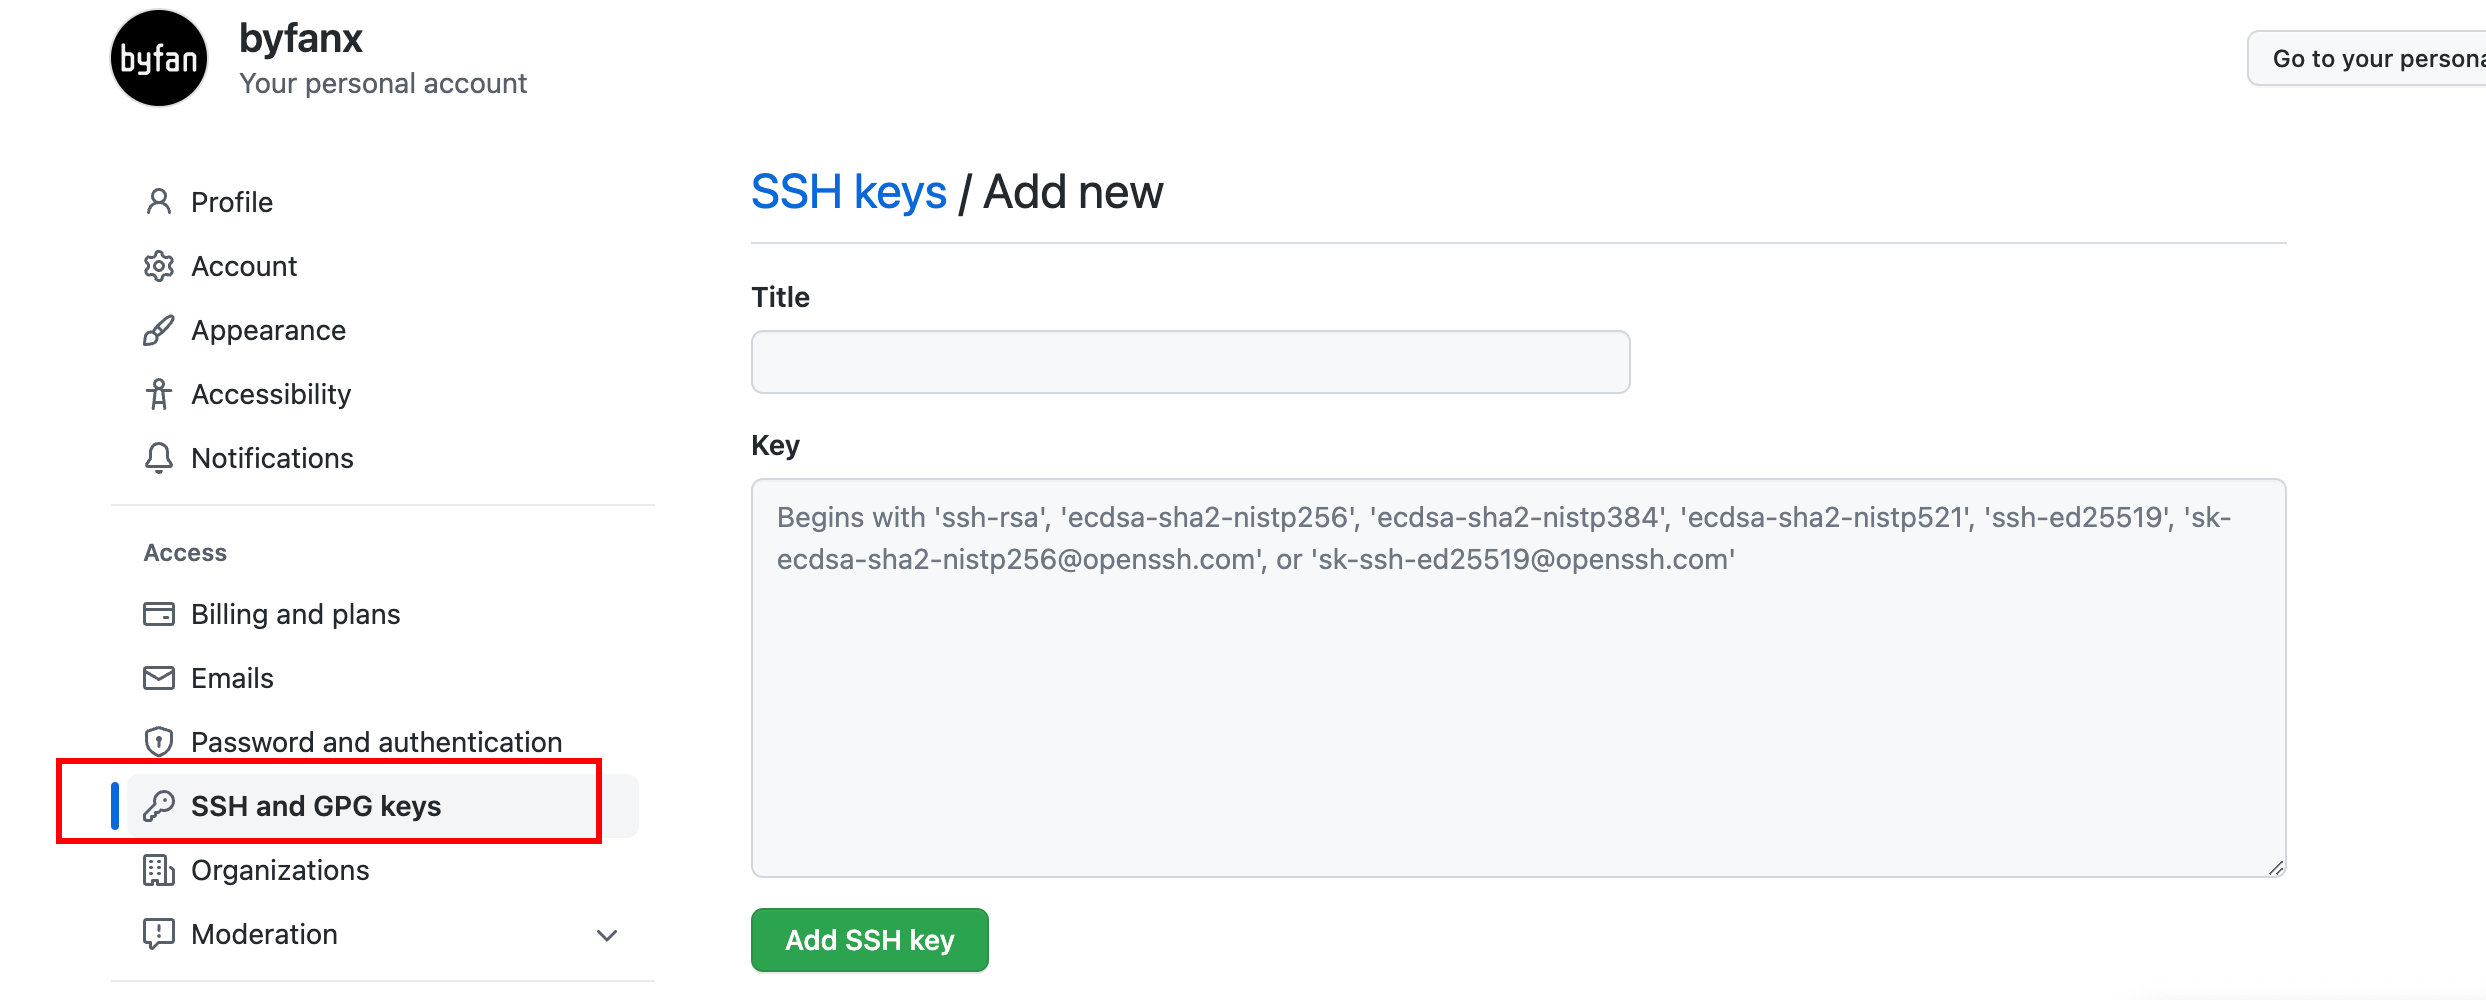 byfan
byfanx
Your personal account
Go to your persona
Profile
Account
Appearance
Accessibility
Notifications
Access
Billing and plans
Emails
Password and authentication
SSH and GPG keys
Organizations
Moderation
SSH keys / Add new
Title
Key
Begins with 'ssh-rsa', 'ecdsa-sha2-nistp256', 'ecdsa-sha2-nistp384', 'ecdsa-sha2-nistp521', 'ssh-ed25519', 'sk-
ecdsa-sha2-nistp256@openssh.com', or 'sk-ssh-ed25519@openssh.com'
Add SSH key